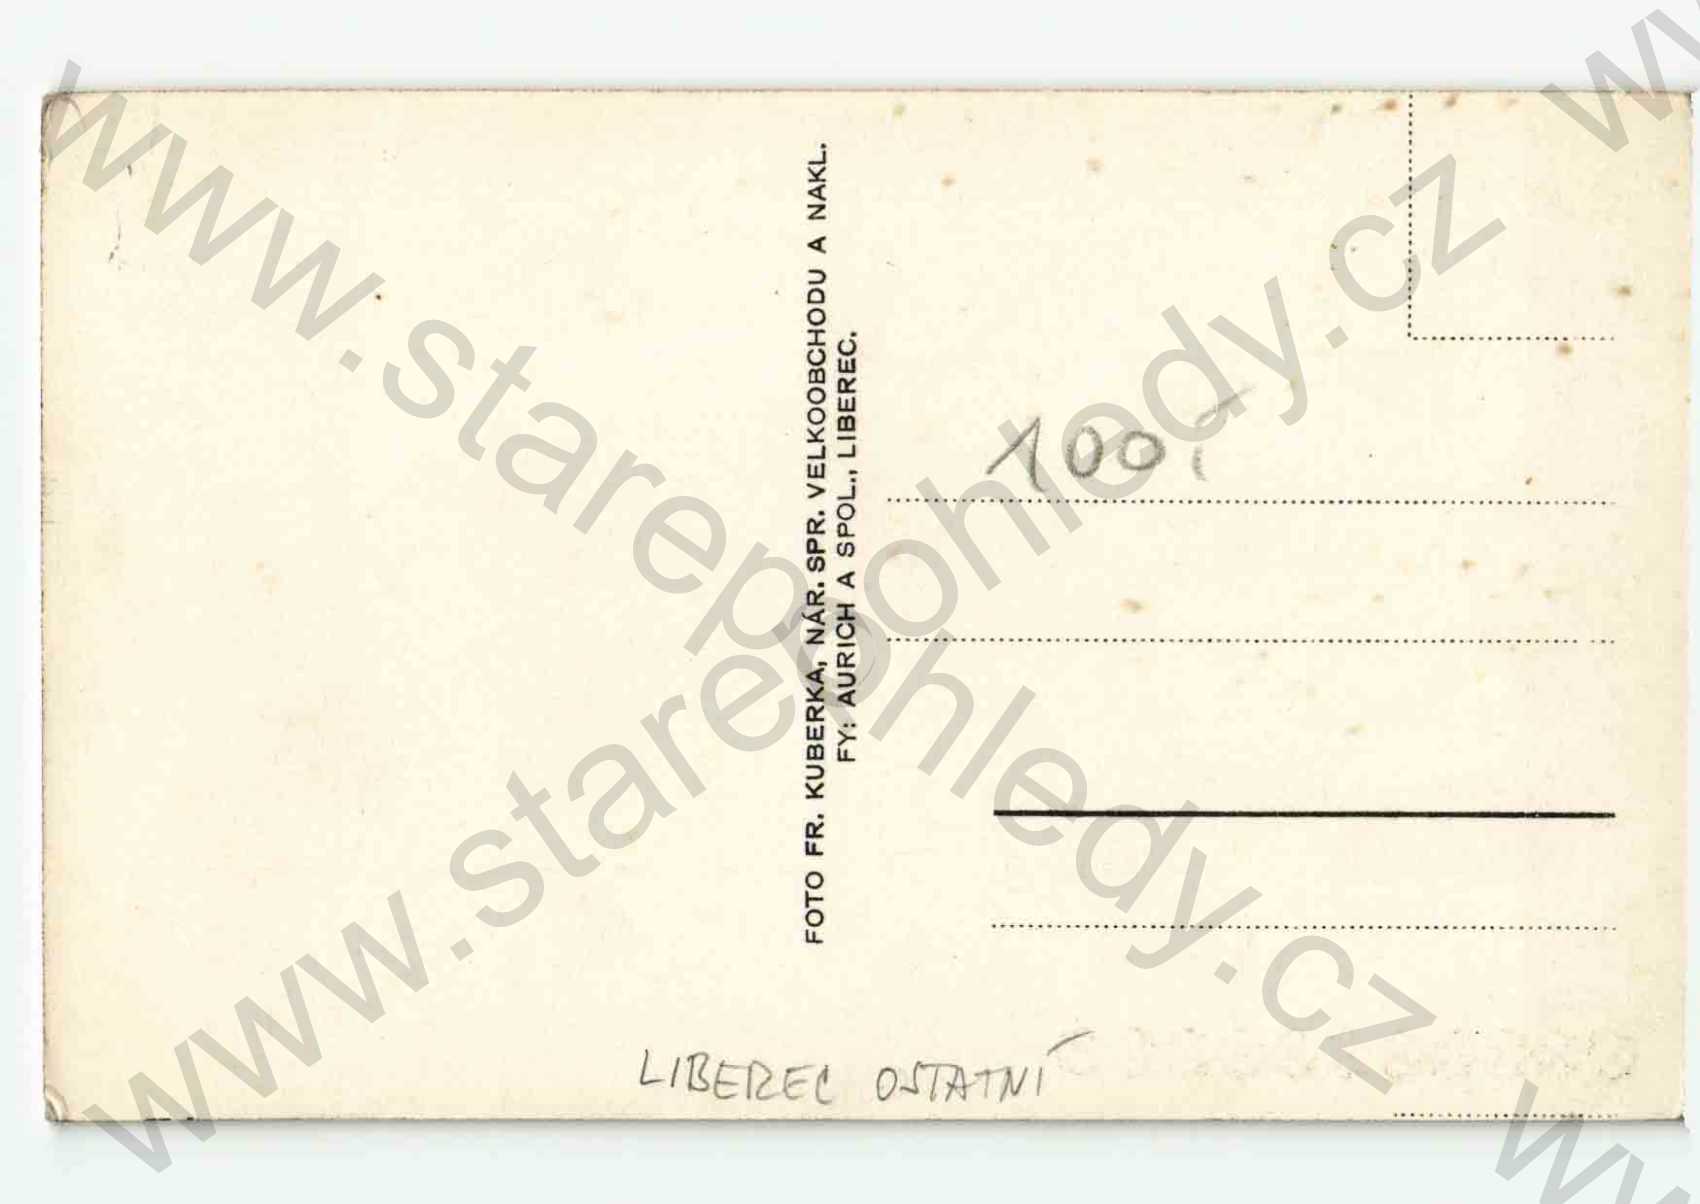 FOTO FR. KUBERKA, NÁR. SPR. VELKOOBCHODU A NAKL.
FY: AURICH A SPOL., LIBEREC.
100,-
LIBEREC OSTATNÍ
www.starepohledy.cz
www.starepohledy.cz